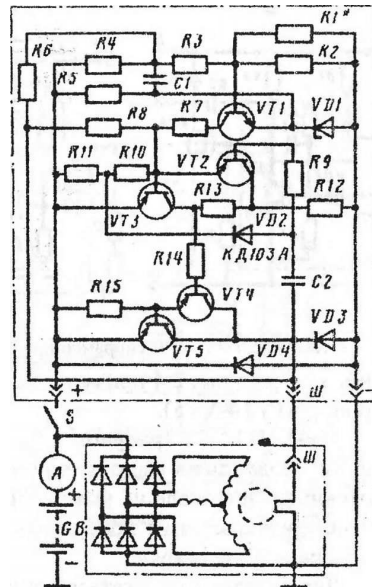 R1*
R6
R4
R3
R2
R5
C1
VT1
VD1
R8
R7
R9
R11
R10
VT2
R13
R12
VT3
VD2
КД103А
R14
C2
VT4
R15
VD3
VT5
VD4
+
Ш
S
Ш
A
+
GB
-